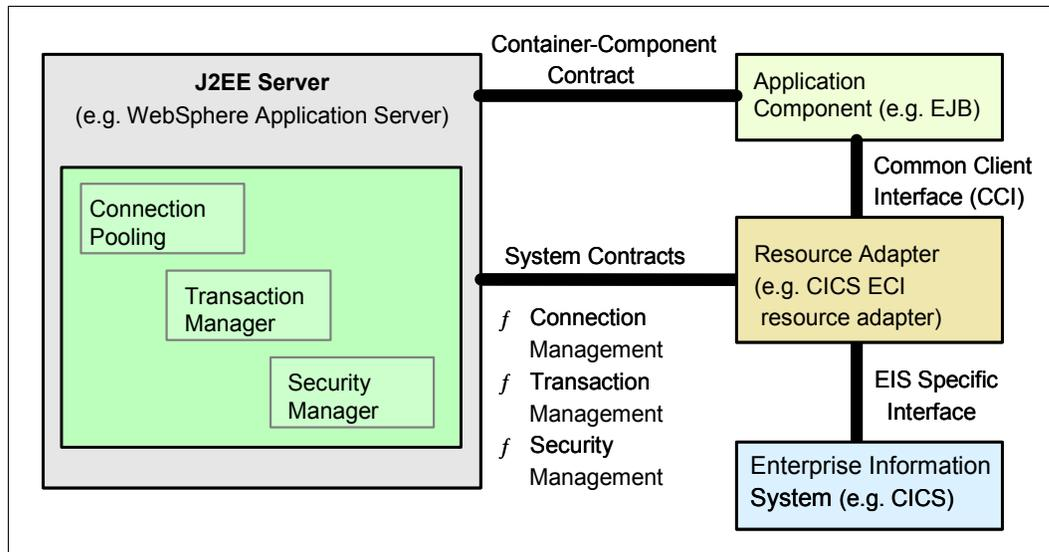 J2EE Server
(e.g. WebSphere Application Server)
Connection
Pooling
Transaction
Manager
Security
Manager
Container-Component
Contract
System Contracts
ƒ Connection
Management
ƒ Transaction
Management
ƒ Security
Management
Application
Component (e.g. EJB)
Common Client
Interface (CCI)
Resource Adapter
(e.g. CICS ECI
resource adapter)
EIS Specific
Interface
Enterprise Information
System (e.g. CICS)